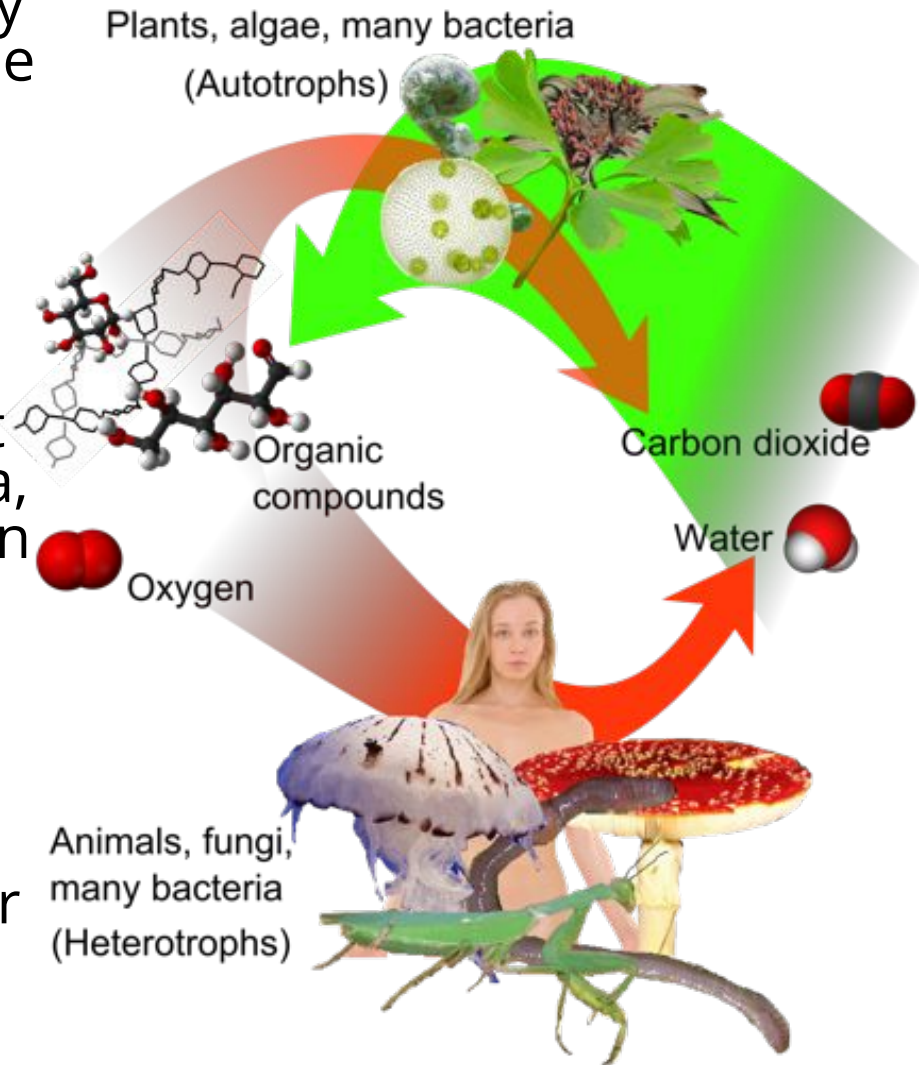 y
e
Plants, algae, many bacteria
(Autotrophs)
Organic
compounds
Carbon dioxide
a,
Water
n
Oxygen
Animals, fungi,
many bacteria
r
(Heterotrophs)